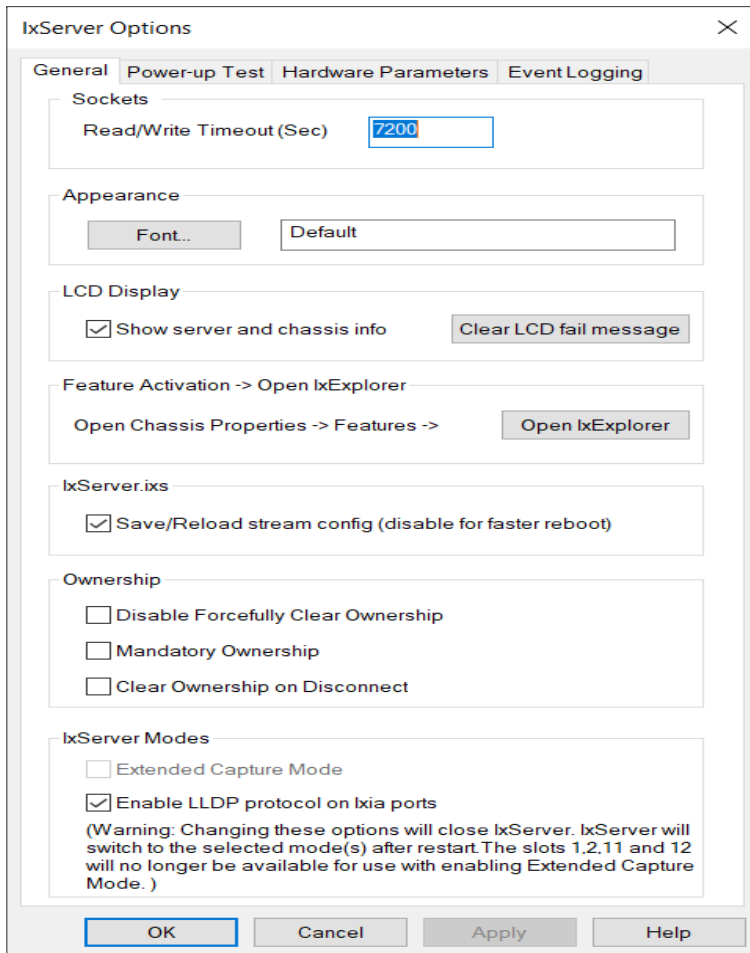 IxServer Options
General Power-up Test Hardware Parameters Event Logging
Sockets
Read/Write Timeout (Sec) 7200
Appearance
Font... Default
LCD Display
Show server and chassis info Clear LCD fail message
Feature Activation -> Open IxExplorer
Open Chassis Properties -> Features -> Open IxExplorer
IxServer.ixs
Save/Reload stream config (disable for faster reboot)
Ownership
Disable Forcefully Clear Ownership
Mandatory Ownership
Clear Ownership on Disconnect
IxServer Modes
Extended Capture Mode
Enable LLDP protocol on Ixia ports
(Warning: Changing these options will close IxServer. IxServer will
switch to the selected mode(s) after restart.The slots 1,2,11 and 12
will no longer be available for use with enabling Extended Capture
Mode. )
OK Cancel Apply Help